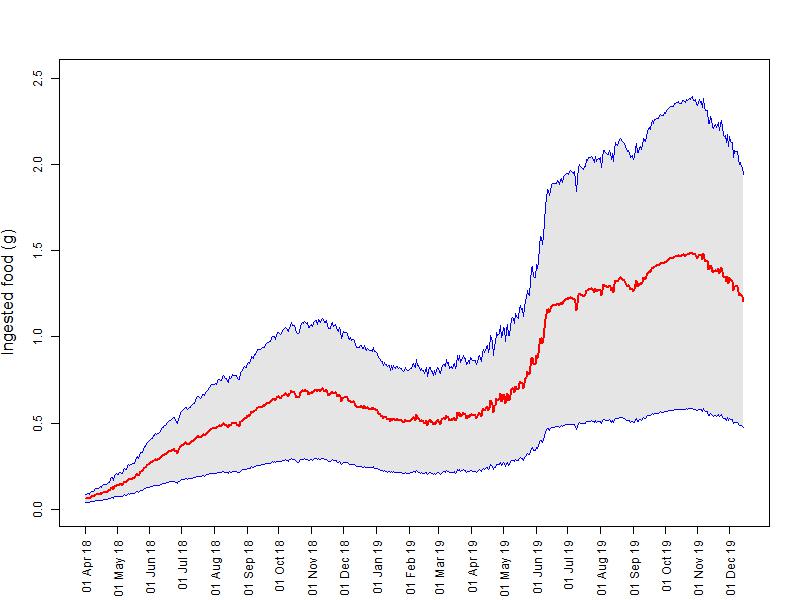 Ingested food (g)
2.5
2.0
1.5
1.0
0.5
0.0
01 Apr 18
01 May 18
01 Jun 18
01 Jul 18
01 Aug 18
01 Sep 18
01 Oct 18
01 Nov 18
01 Dec 18
01 Jan 19
01 Feb 19
01 Mar 19
01 Apr 19
01 May 19
01 Jun 19
01 Jul 19
01 Aug 19
01 Sep 19
01 Oct 19
01 Nov 19
01 Dec 19